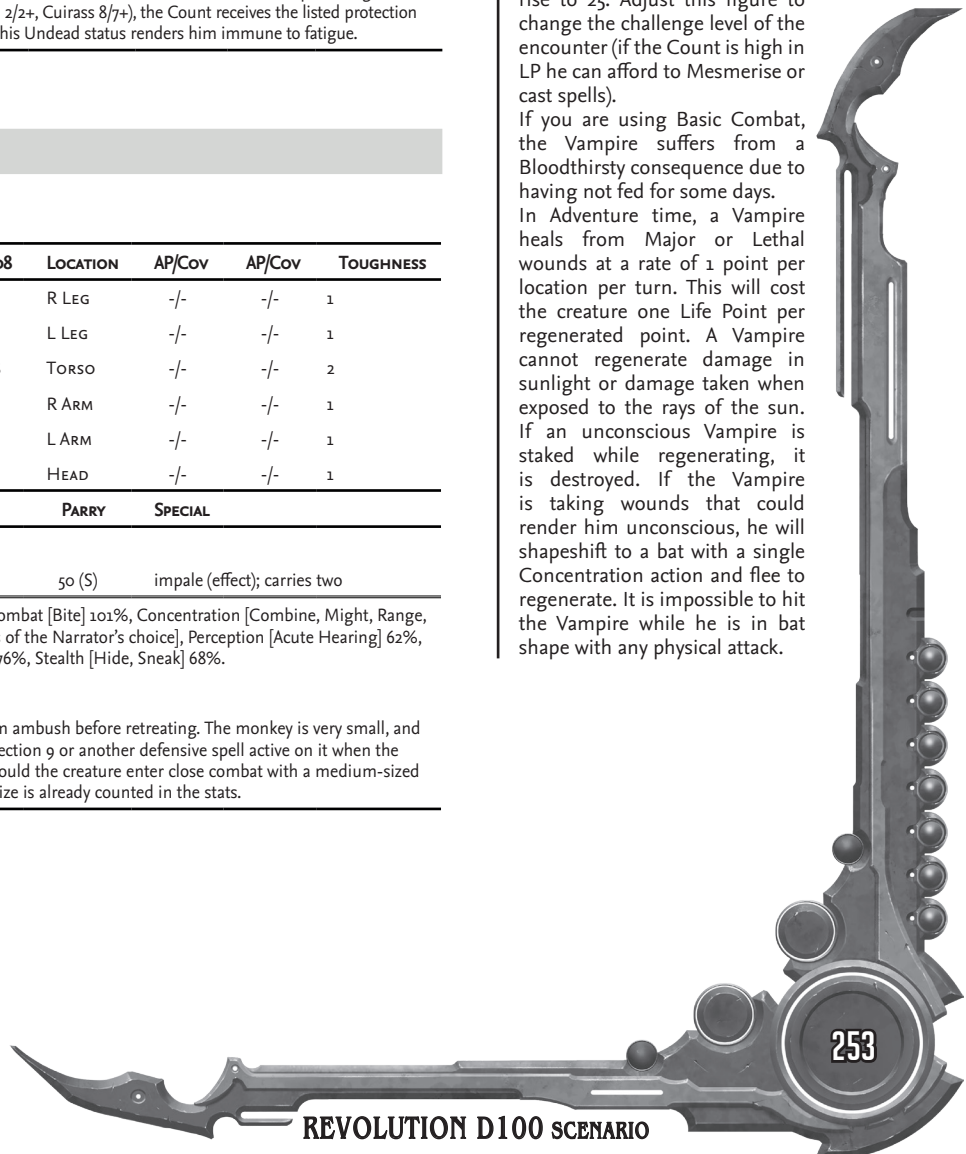 2/2+, Cuirass 8/7+), the Count receives the listed protection
his Undead status renders him immune to fatigue.
08 LOCATION AP/COV AP/COV TOUGHNESS
R LEG -/- -/- 1
L LEG -/- -/- 1
TORSO -/- -/- 2
R ARM -/- -/- 1
L ARM -/- -/- 1
HEAD -/- -/- 1
PARRY SPECIAL
50 (S) impale (effect); carries two
ombat [Bite] 101%, Concentration [Combine, Might, Range,
s of the Narrator's choice], Perception [Acute Hearing] 62%,
76%, Stealth [Hide, Sneak] 68%.
m ambush before retreating. The monkey is very small, and
ection 9 or another defensive spell active on it when the
ould the creature enter close combat with a medium-sized
ize is already counted in the stats.
rise to 25. Adjust this figure to
change the challenge level of the
encounter (if the Count is high in
LP he can afford to Mesmerise or
cast spells).
If you are using Basic Combat,
the Vampire suffers from a
Bloodthirsty consequence due to
having not fed for some days.
In Adventure time, a Vampire
heals from Major or Lethal
wounds at a rate of 1 point per
location per turn. This will cost
the creature one Life Point per
regenerated point. A Vampire
cannot regenerate damage in
sunlight or damage taken when
exposed to the rays of the sun.
If an unconscious Vampire is
staked while regenerating, it
is destroyed. If the Vampire
is taking wounds that could
render him unconscious, he will
shapeshift to a bat with a single
Concentration action and flee to
regenerate. It is impossible to hit
the Vampire while he is in bat
shape with any physical attack.
253
REVOLUTION D100 SCENARIO